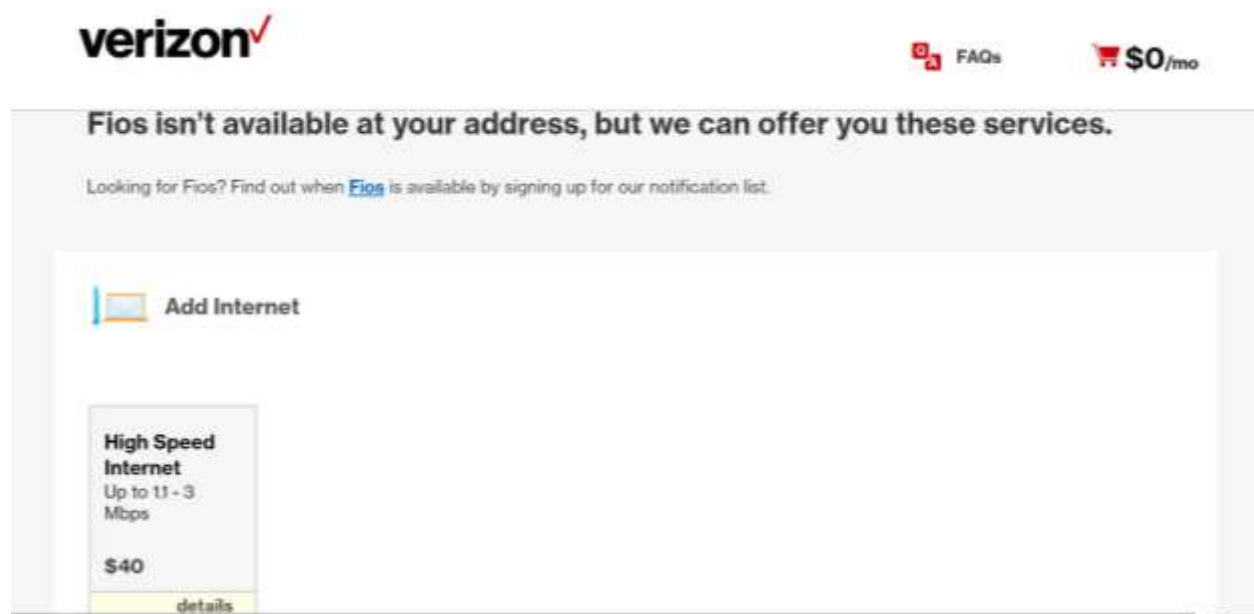 verizon
FAQs
$0/mo
Fios isn't available at your address, but we can offer you these services.
Looking for Fios? Find out when Fios is available by signing up for our notification list.
Add Internet
High Speed
Internet
Up to 1.1 - 3
Mbps
$40
details